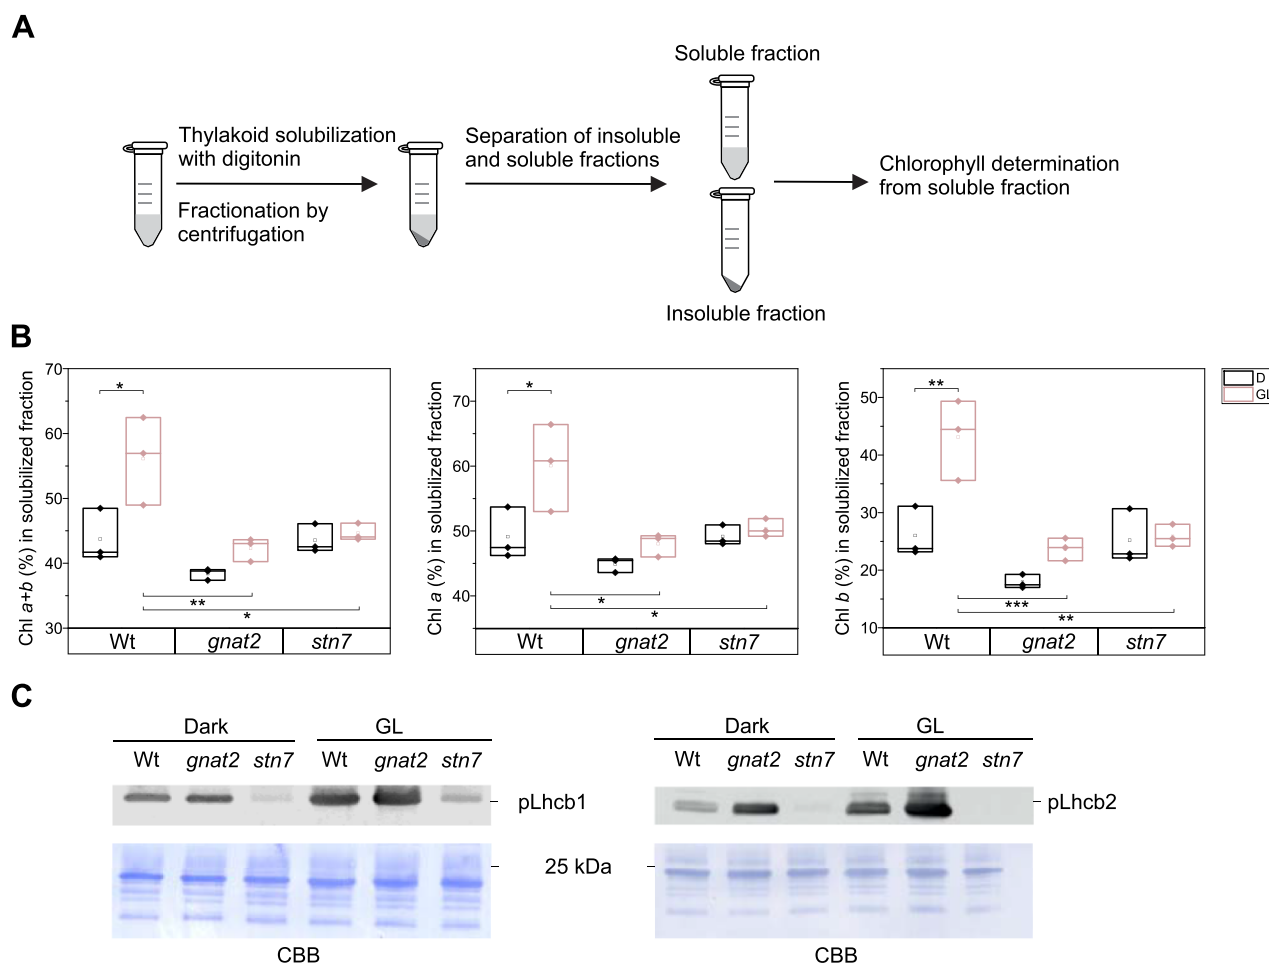 A
Soluble fraction
Thylakoid solubilization
with digitonin
Fractionation by
centrifugation
Separation of insoluble
and soluble fractions
Chlorophyll determination
from soluble fraction
Insoluble fraction
B
Chl a+b (%) in solubilized fraction
70
60
50
40
30
*
**
*
Wt gnat2 stn7
Chl a (%) in solubilized fraction
70
60
50
40
*
*
*
Wt gnat2 stn7
Chl b (%) in solubilized fraction
50
40
30
20
10
**
***
**
Wt gnat2 stn7
D
GL
C
Dark GL
Wt gnat2 stn7 Wt gnat2 stn7
pLhcb1
Dark GL
Wt gnat2 stn7 Wt gnat2 stn7
pLhcb2
25 kDa
CBB
CBB